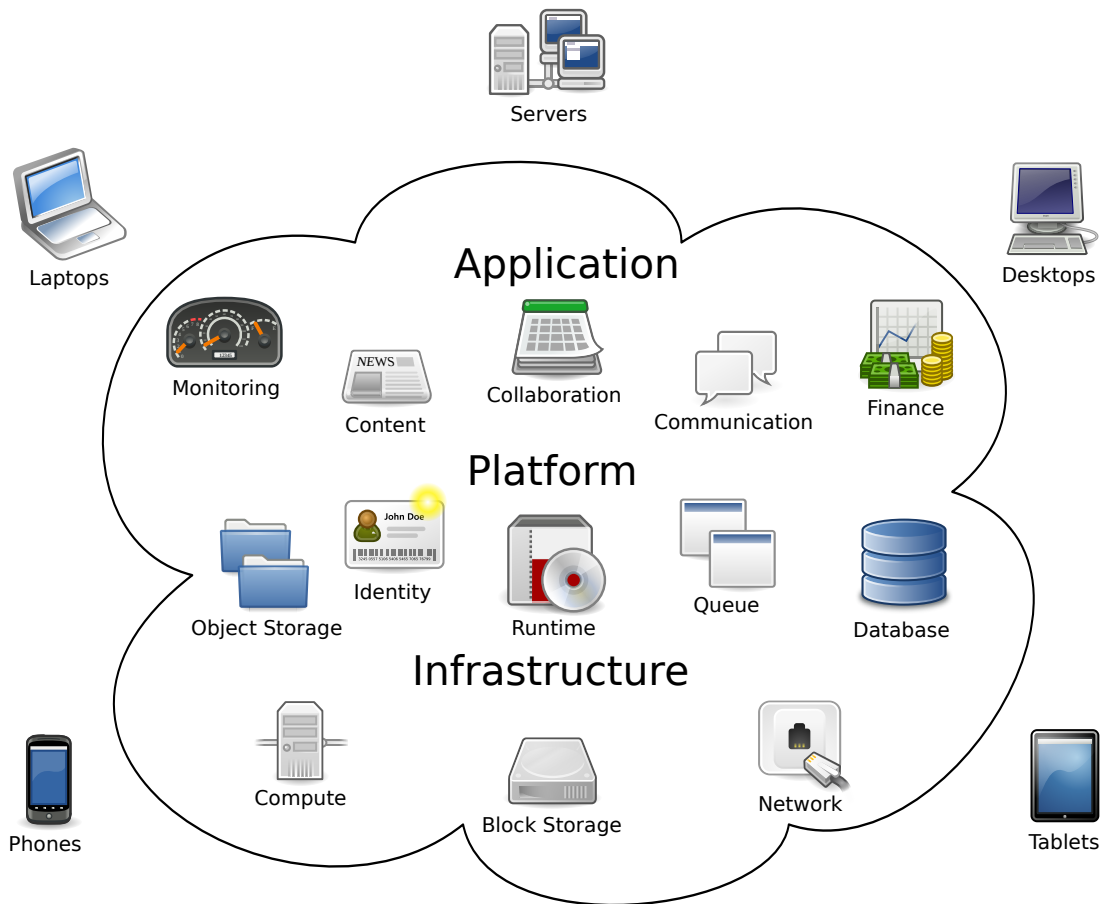 Servers
Laptops
Desktops
Application
Monitoring
NEWS
Content
Collaboration
Communication
Finance
Platform
Object Storage
John Doe
Identity
Runtime
Queue
Database
Infrastructure
Compute
Block Storage
Network
Phones
Tablets